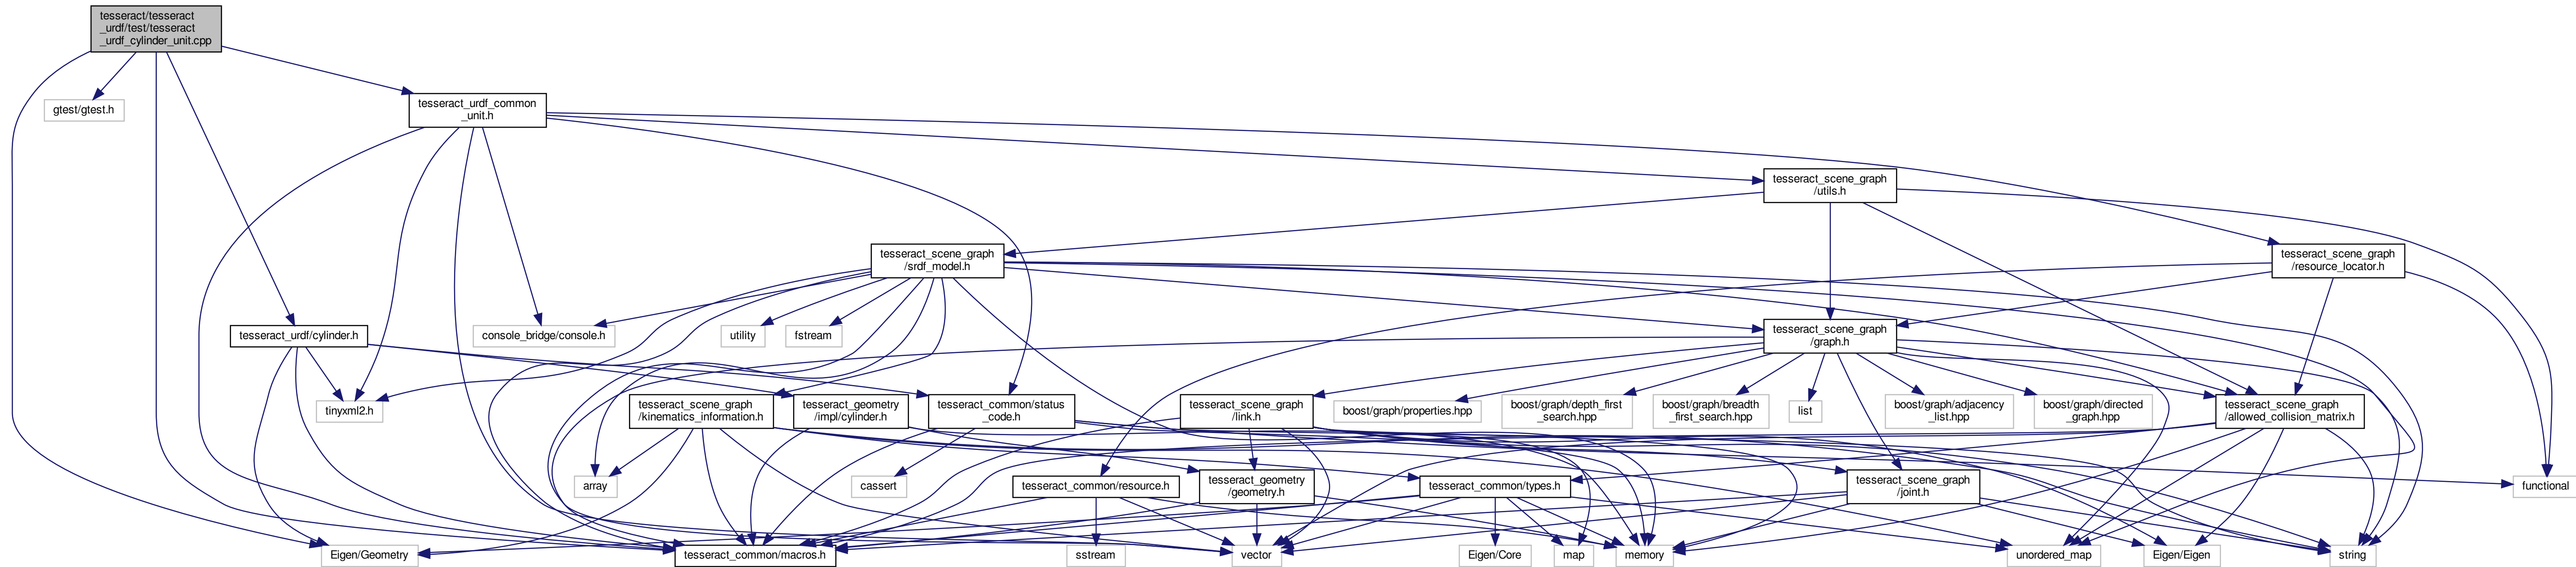 tesseract/tesseract
_urdf/test/tesseract
_urdf_cylinder_unit.cpp
gtest/gtest.h
tesseract_urdf_common
_unit.h
tesseract_scene_graph
/utils.h
tesseract_scene_graph
/srdf_model.h
tesseract_scene_graph
/resource_locator.h
tesseract_urdf/cylinder.h
console_bridge/console.h
utility
fstream
tesseract_scene_graph
/graph.h
tinyxml2.h
tesseract_scene_graph
/kinematics_information.h
tesseract_geometry
/impl/cylinder.h
tesseract_common/status
_code.h
tesseract_scene_graph
/link.h
boost/graph/properties.hpp
boost/graph/depth_first
_search.hpp
boost/graph/breadth
_first_search.hpp
list
boost/graph/adjacency
_list.hpp
boost/graph/directed
_graph.hpp
tesseract_scene_graph
/allowed_collision_matrix.h
array
cassert
tesseract_common/resource.h
tesseract_geometry
/geometry.h
tesseract_common/types.h
tesseract_scene_graph
/joint.h
functional
Eigen/Geometry
tesseract_common/macros.h
sstream
vector
Eigen/Core
map
memory
unordered_map
Eigen/Eigen
string